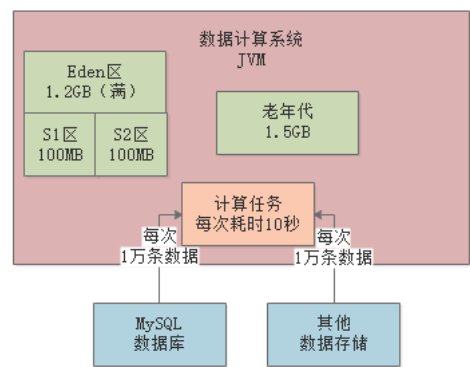 数据计算系统
JVM
Eden区
1.2GB（满）
S1区
100MB
S2区
100MB
老年代
1.5GB
计算任务
每次耗时10秒
每次
1万条数据
每次
1万条数据
MySQL
数据库
其他
数据存储